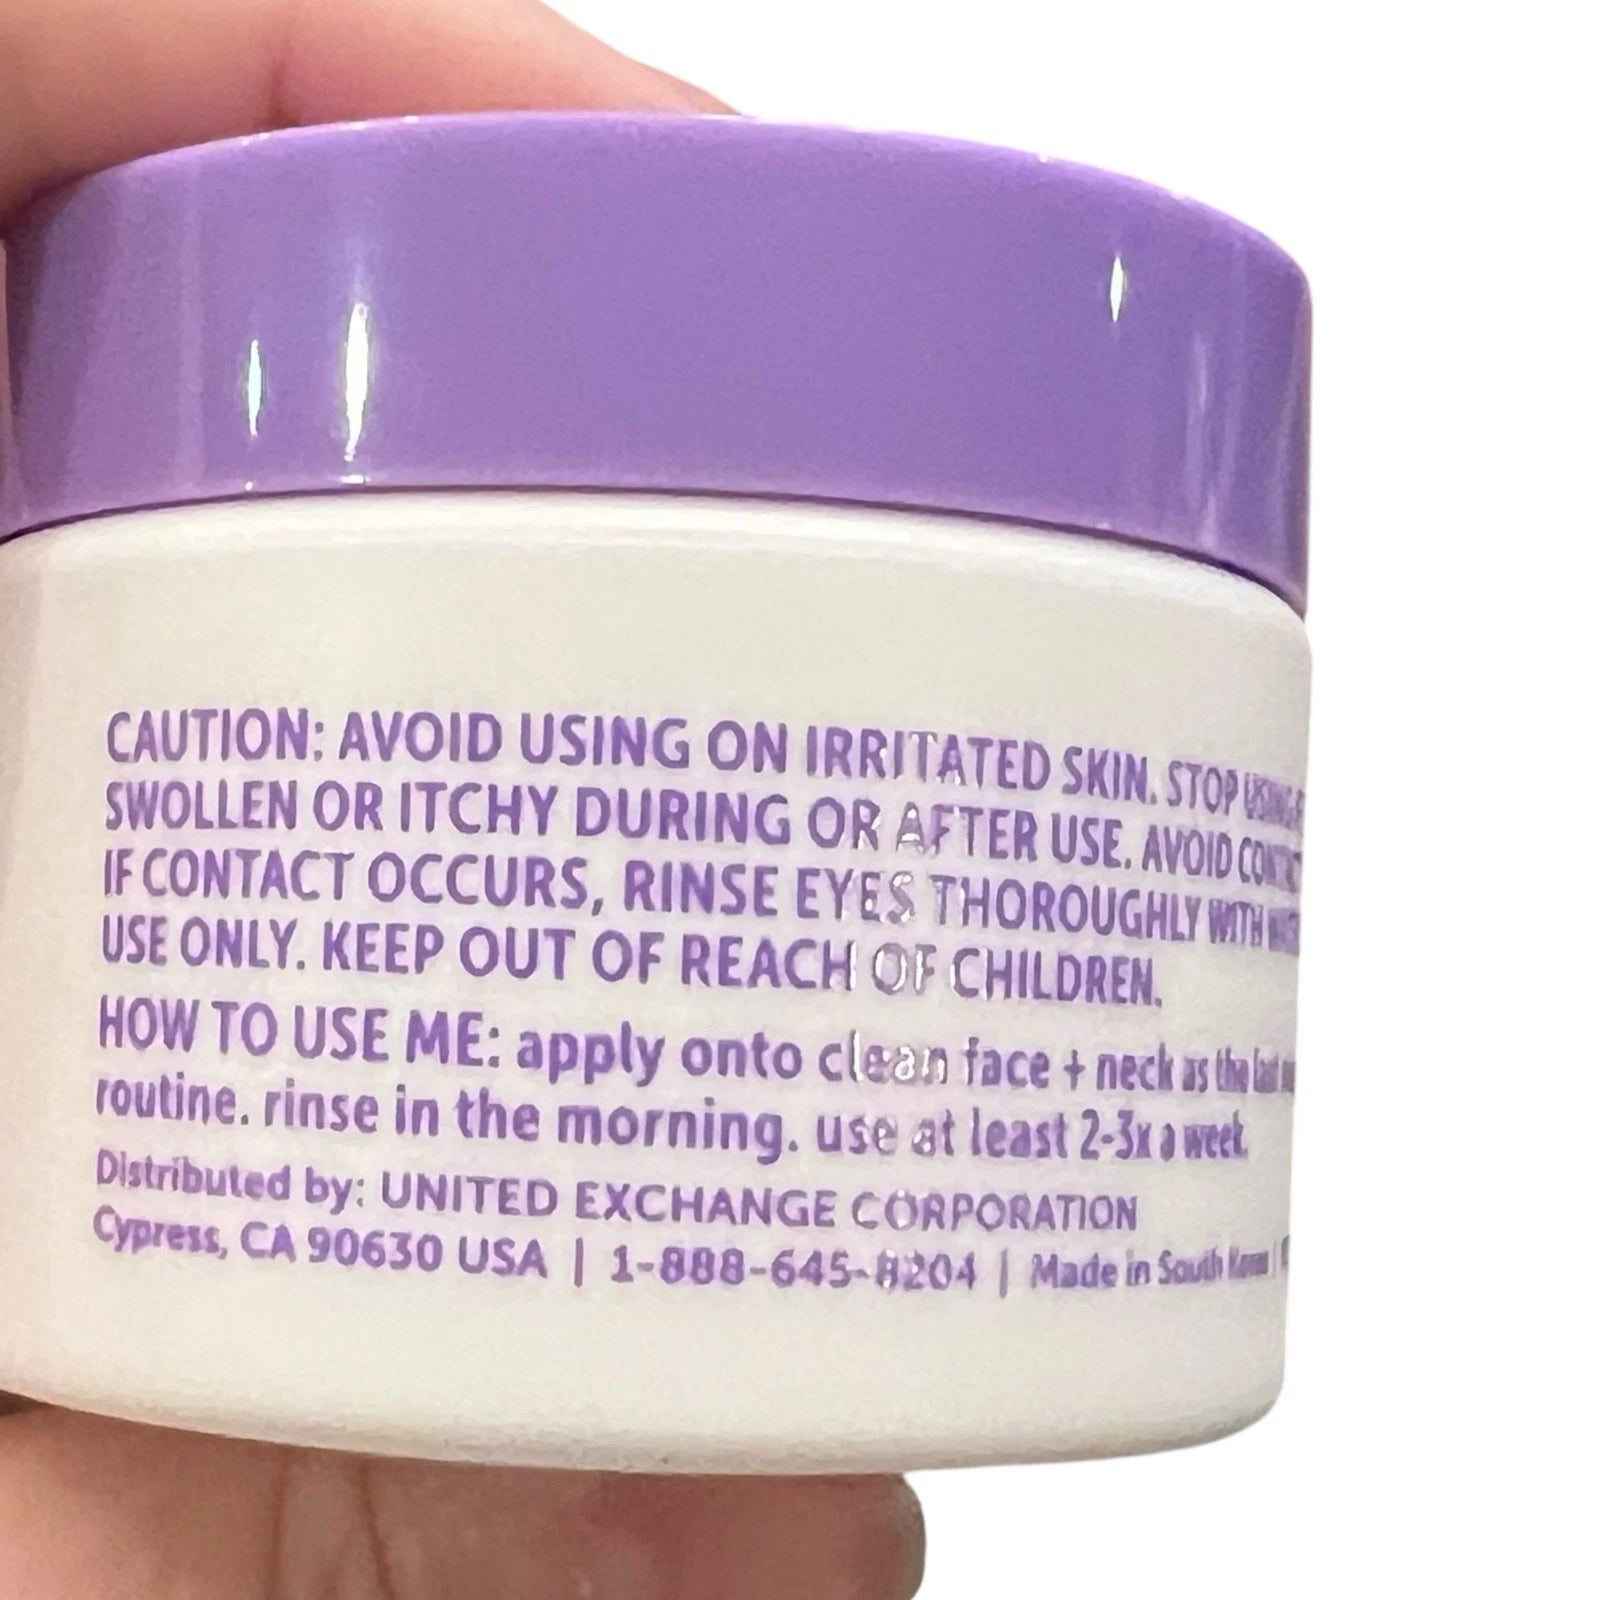 CAUTION: AVOID USING ON IRRITATED SKIN. STOP USING
SWOLLEN OR ITCHY DURING OR AFTER USE. AVOID
IF CONTACT OCCURS, RINSE EYES THOROUGHLY WITH
USE ONLY. KEEP OUT OF REACH OF CHILDREN.
HOW TO USE ME: apply onto clean face + neck as the last
routine. rinse in the morning. use at least 2-3x a week.
Distributed by: UNITED EXCHANGE CORPORATION
Cypress, CA 90630 USA | 1-888-645-8204 | Made in South Korea |